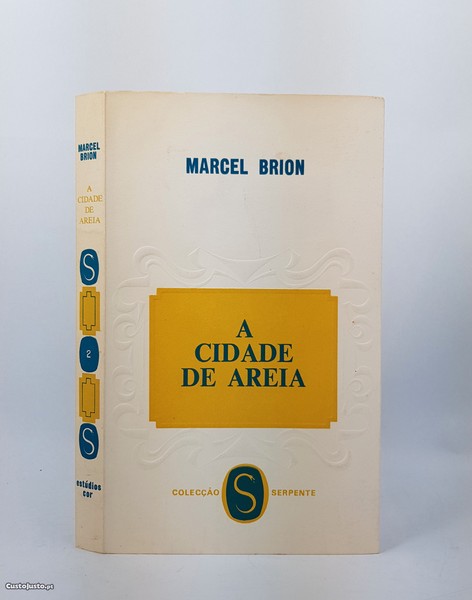 MARCEL
BRION
A
CIDADE
DE
AREIA
S
2
S
estúdios
cor
MARCEL BRION
A
CIDADE
DE AREIA
COLECÇÃO S SERPENTE
CustoJusto.pt